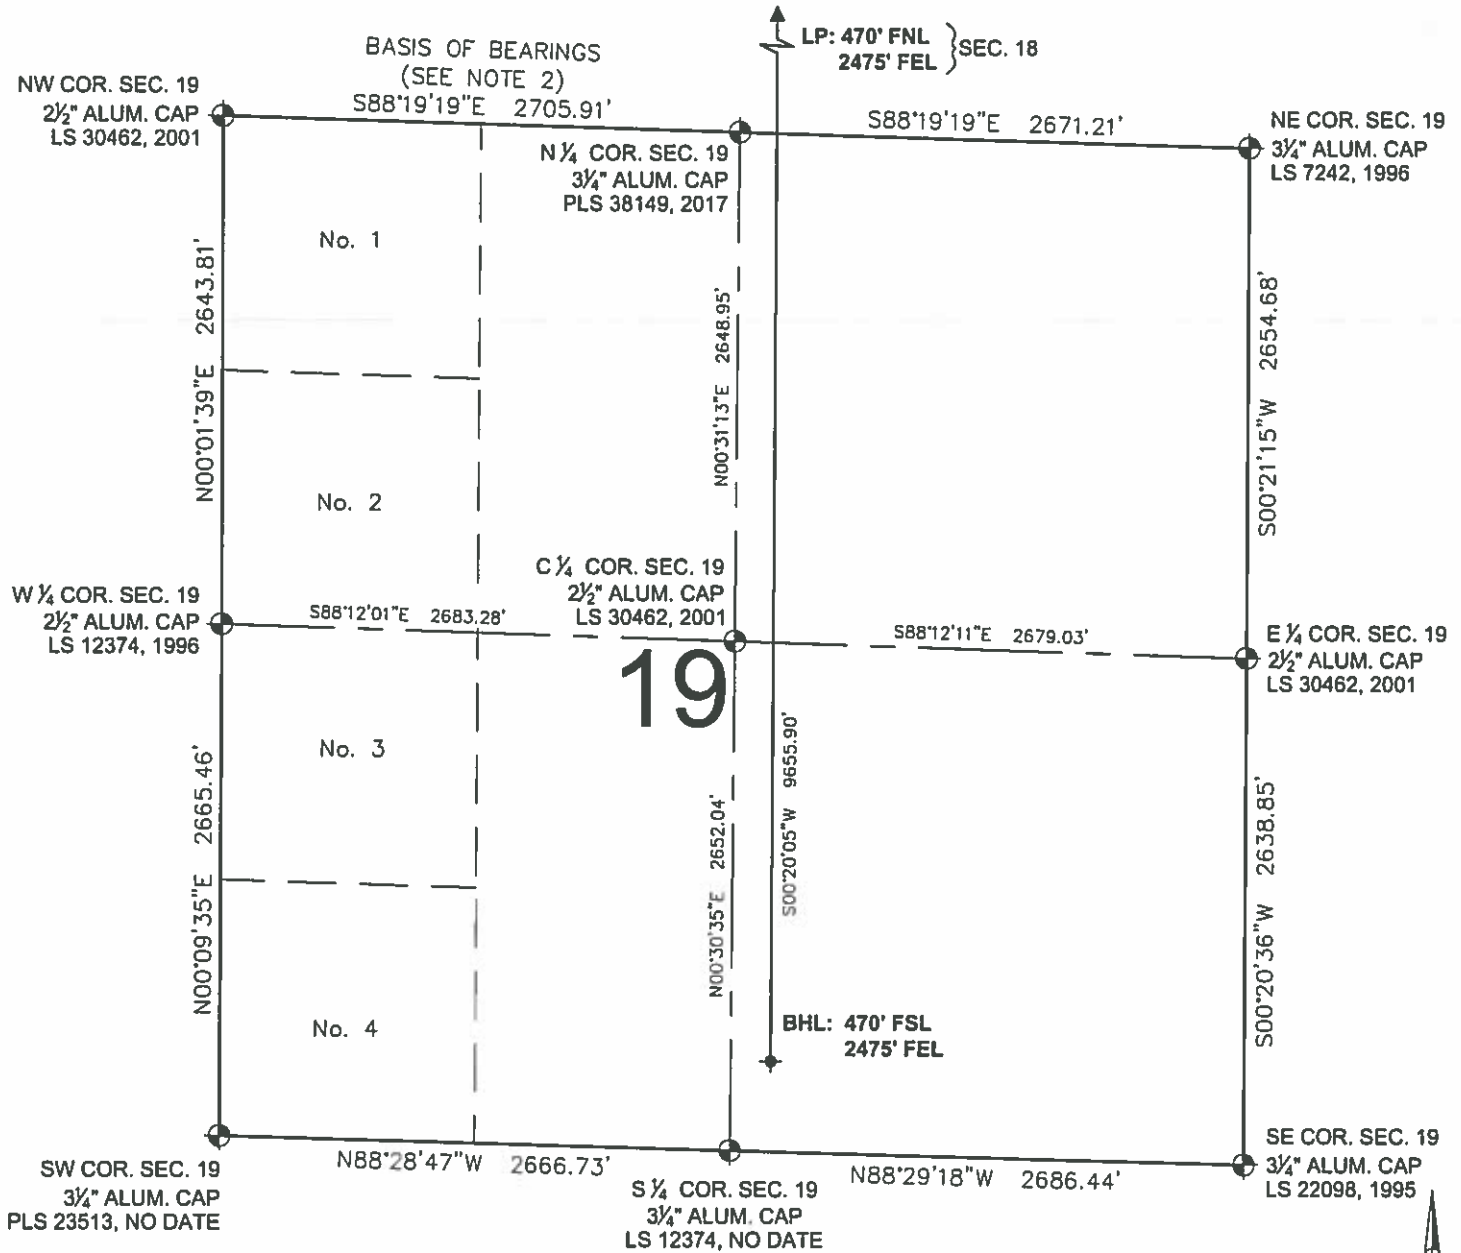 LP: 470' FNL
2475' FEL
SEC. 18
BASIS OF BEARINGS
(SEE NOTE 2)
S88°19'19"E 2705.91'
S88°19'19"E 2671.21'
NW COR. SEC. 19
2½" ALUM. CAP
LS 30462, 2001
N ¼ COR. SEC. 19
3¼" ALUM. CAP
PLS 38149, 2017
NE COR. SEC. 19
3¼" ALUM. CAP
LS 7242, 1996
No. 1
N00°01'39"E 2643.81'
N00°31'13"E 2648.95'
S00°21'15"W 2654.68'
No. 2
W ¼ COR. SEC. 19
2½" ALUM. CAP
LS 12374, 1996
S88°12'01"E 2683.28'
C ¼ COR. SEC. 19
2½" ALUM. CAP
LS 30462, 2001
S88°12'11"E 2679.03'
E ¼ COR. SEC. 19
2½" ALUM. CAP
LS 30462, 2001
19
No. 3
N00°09'35"E 2665.46'
N00°30'35"E 2652.04'
S00°20'05"W 9655.90'
S00°20'36"W 2638.85'
No. 4
BHL: 470' FSL
2475' FEL
SW COR. SEC. 19
3¼" ALUM. CAP
PLS 23513, NO DATE
N88°28'47"W 2666.73'
S ¼ COR. SEC. 19
3¼" ALUM. CAP
LS 12374, NO DATE
N88°29'18"W 2686.44'
SE COR. SEC. 19
3¼" ALUM. CAP
LS 22098, 1995